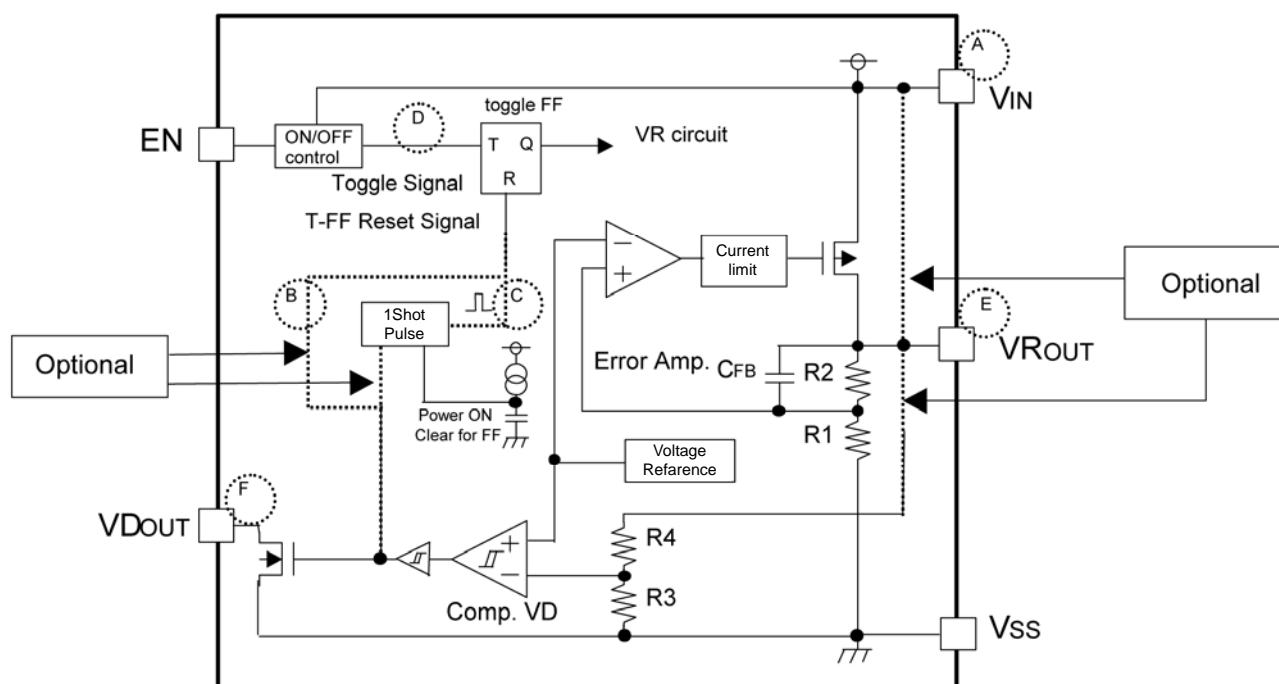 A
VIN
toggle FF
D
EN
ON/OFF
control
T Q
R
VR circuit
Toggle Signal
T-FF Reset Signal
Current
limit
−
+
B
C
1Shot
Pulse
Optional
E
VROUT
Optional
Error Amp.
CFB
R2
R1
Power ON
Clear for FF
Voltage
Refarence
F
VDOUT
+
−
R4
R3
Comp. VD
VSS